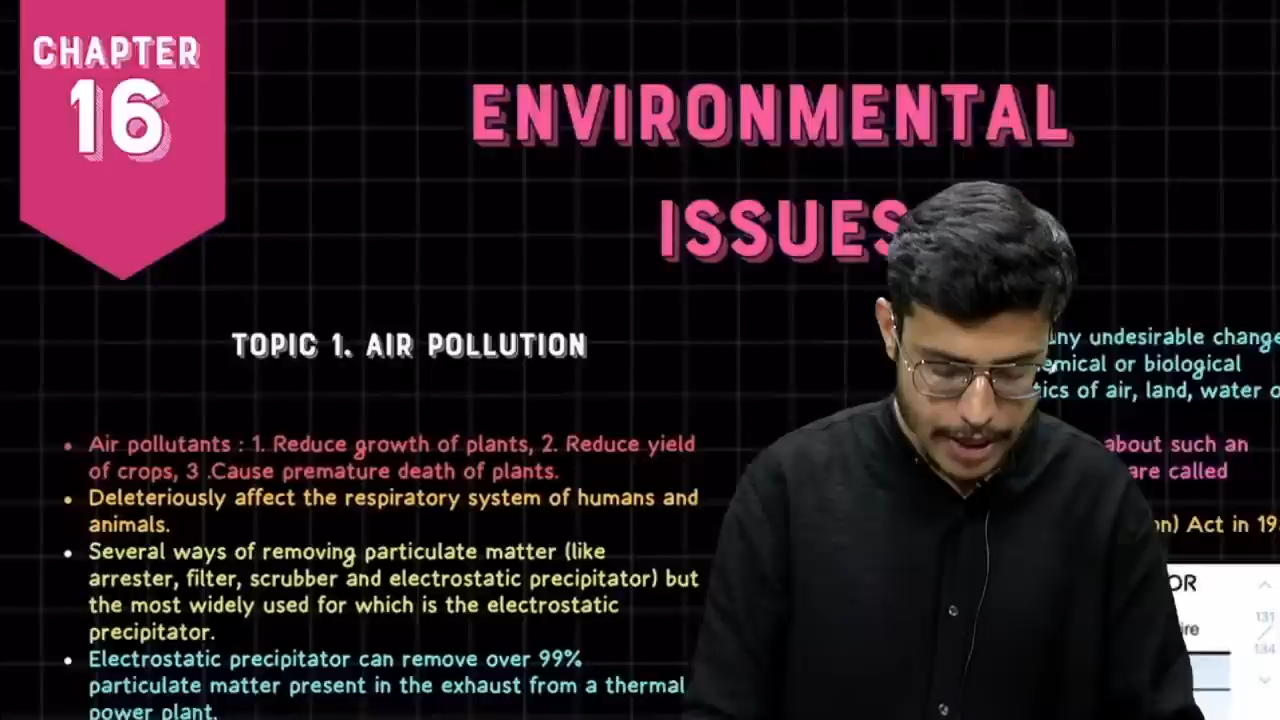 CHAPTER
16
ENVIRONMENTAL
ISSUES
TOPIC 1. AIR POLLUTION
• Air pollutants : 1. Reduce growth of plants, 2. Reduce yield
of crops, 3 .Cause premature death of plants.
• Deleteriously affect the respiratory system of humans and
animals.
• Several ways of removing particulate matter (like
arrester, filter, scrubber and electrostatic precipitator) but
the most widely used for which is the electrostatic
precipitator.
• Electrostatic precipitator can remove over 99%
particulate matter present in the exhaust from a thermal
power plant.
undesirable change
or biological
of air, land, water
about such an
are called
Act in 19
OR
131
134